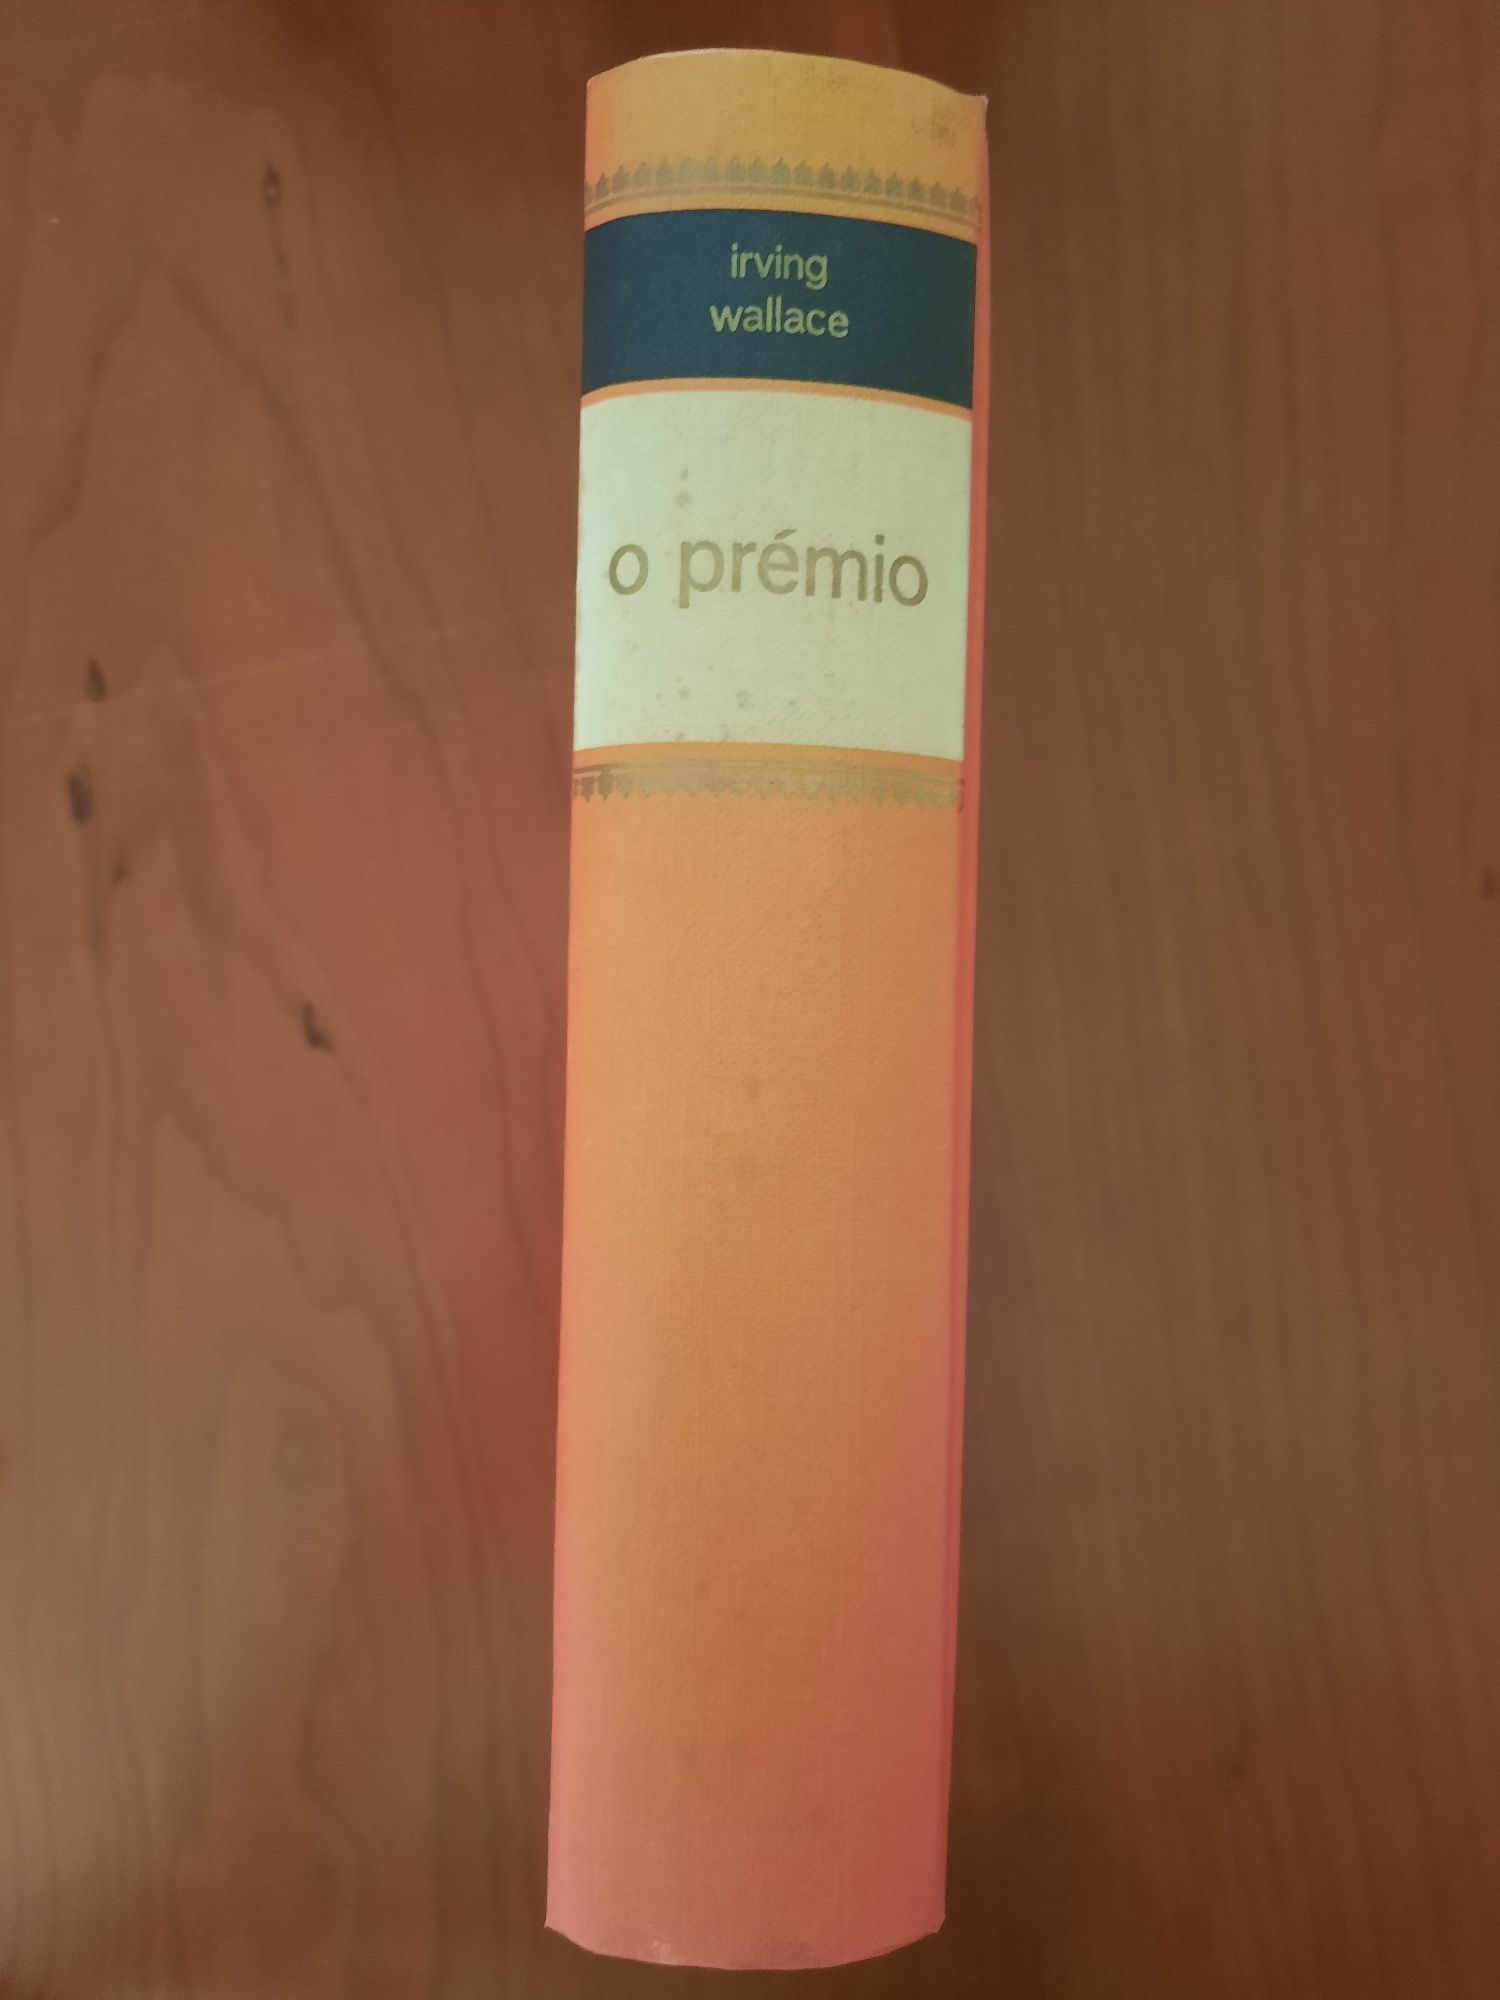 irving
wallace
o prémio